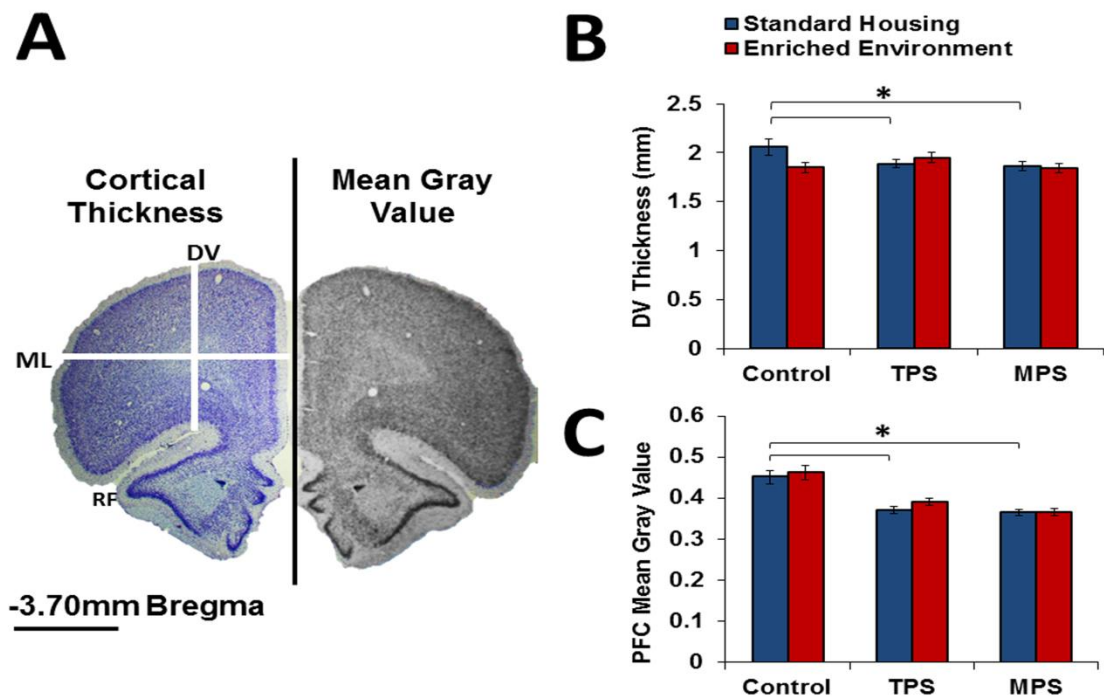 A
Cortical
Thickness
Mean Gray
Value
DV
ML
RF
-3.70mm Bregma
B
Standard Housing
Enriched Environment
DV Thickness (mm)
2.5
2
1.5
1
0.5
0
*
Control TPS MPS
C
PFC Mean Gray Value
0.6
0.5
0.4
0.3
0.2
0.1
0
*
Control TPS MPS